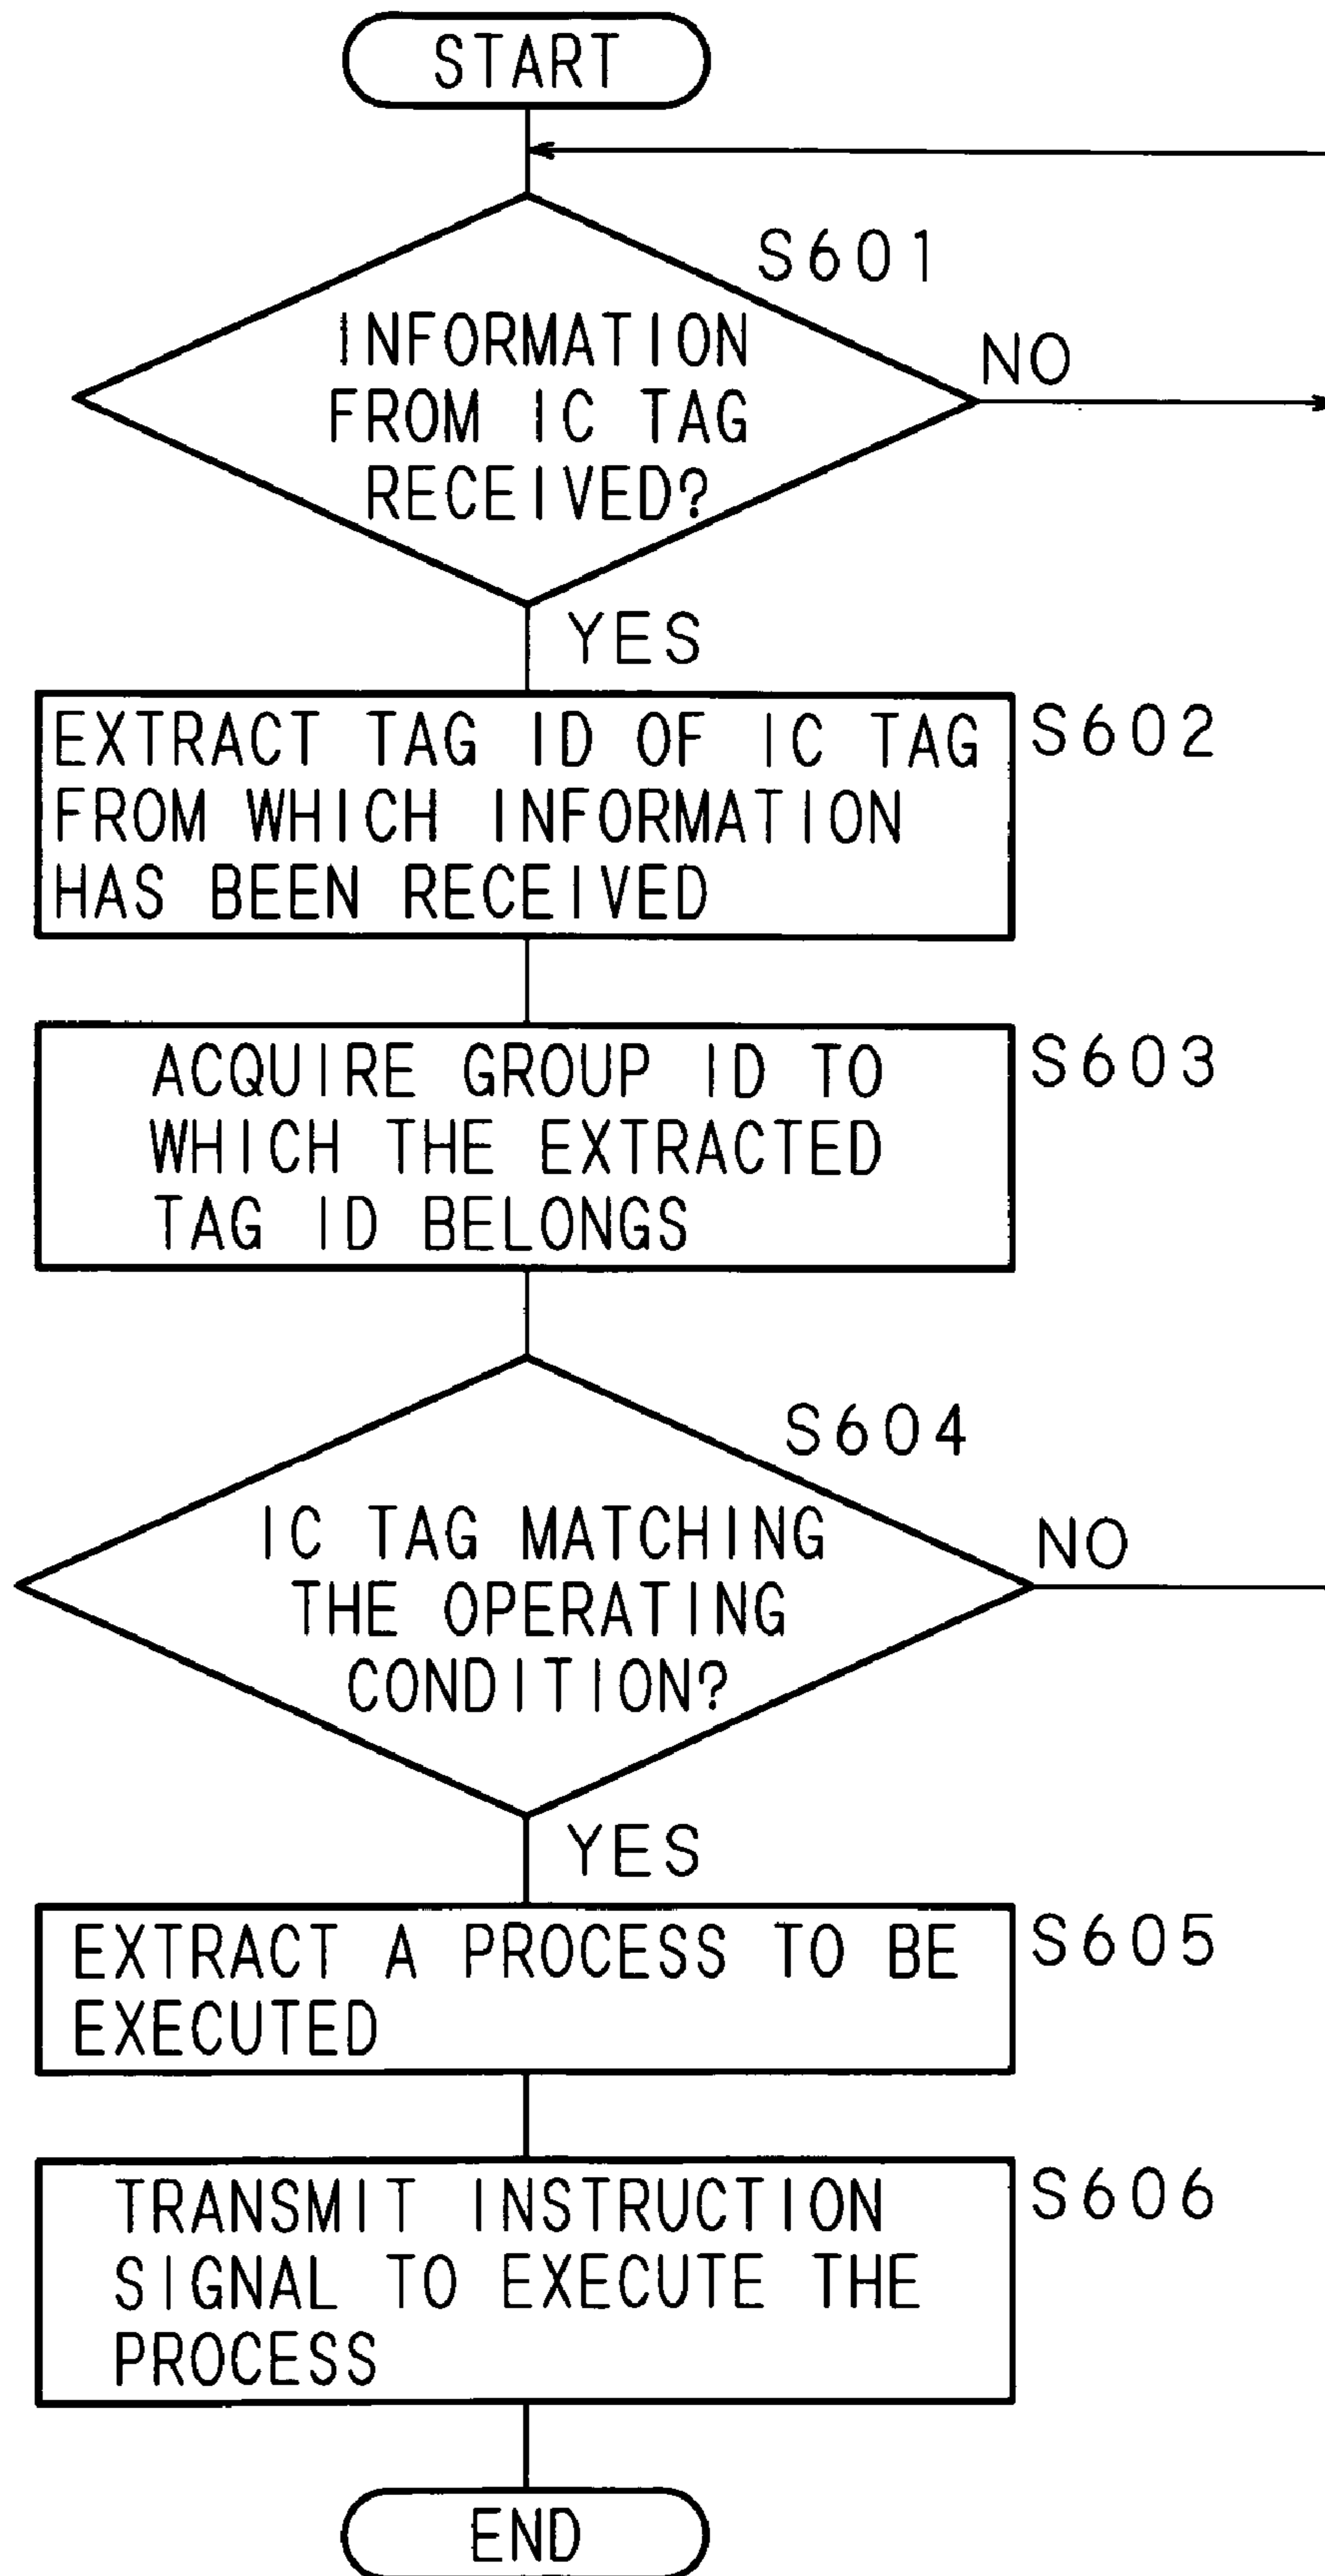 START
S601
INFORMATION
FROM IC TAG
RECEIVED?
NO
YES
EXTRACT TAG ID OF IC TAG
FROM WHICH INFORMATION
HAS BEEN RECEIVED
S602
ACQUIRE GROUP ID TO
WHICH THE EXTRACTED
TAG ID BELONGS
S603
S604
IC TAG MATCHING
THE OPERATING
CONDITION?
NO
YES
EXTRACT A PROCESS TO BE
EXECUTED
S605
TRANSMIT INSTRUCTION
SIGNAL TO EXECUTE THE
PROCESS
S606
END